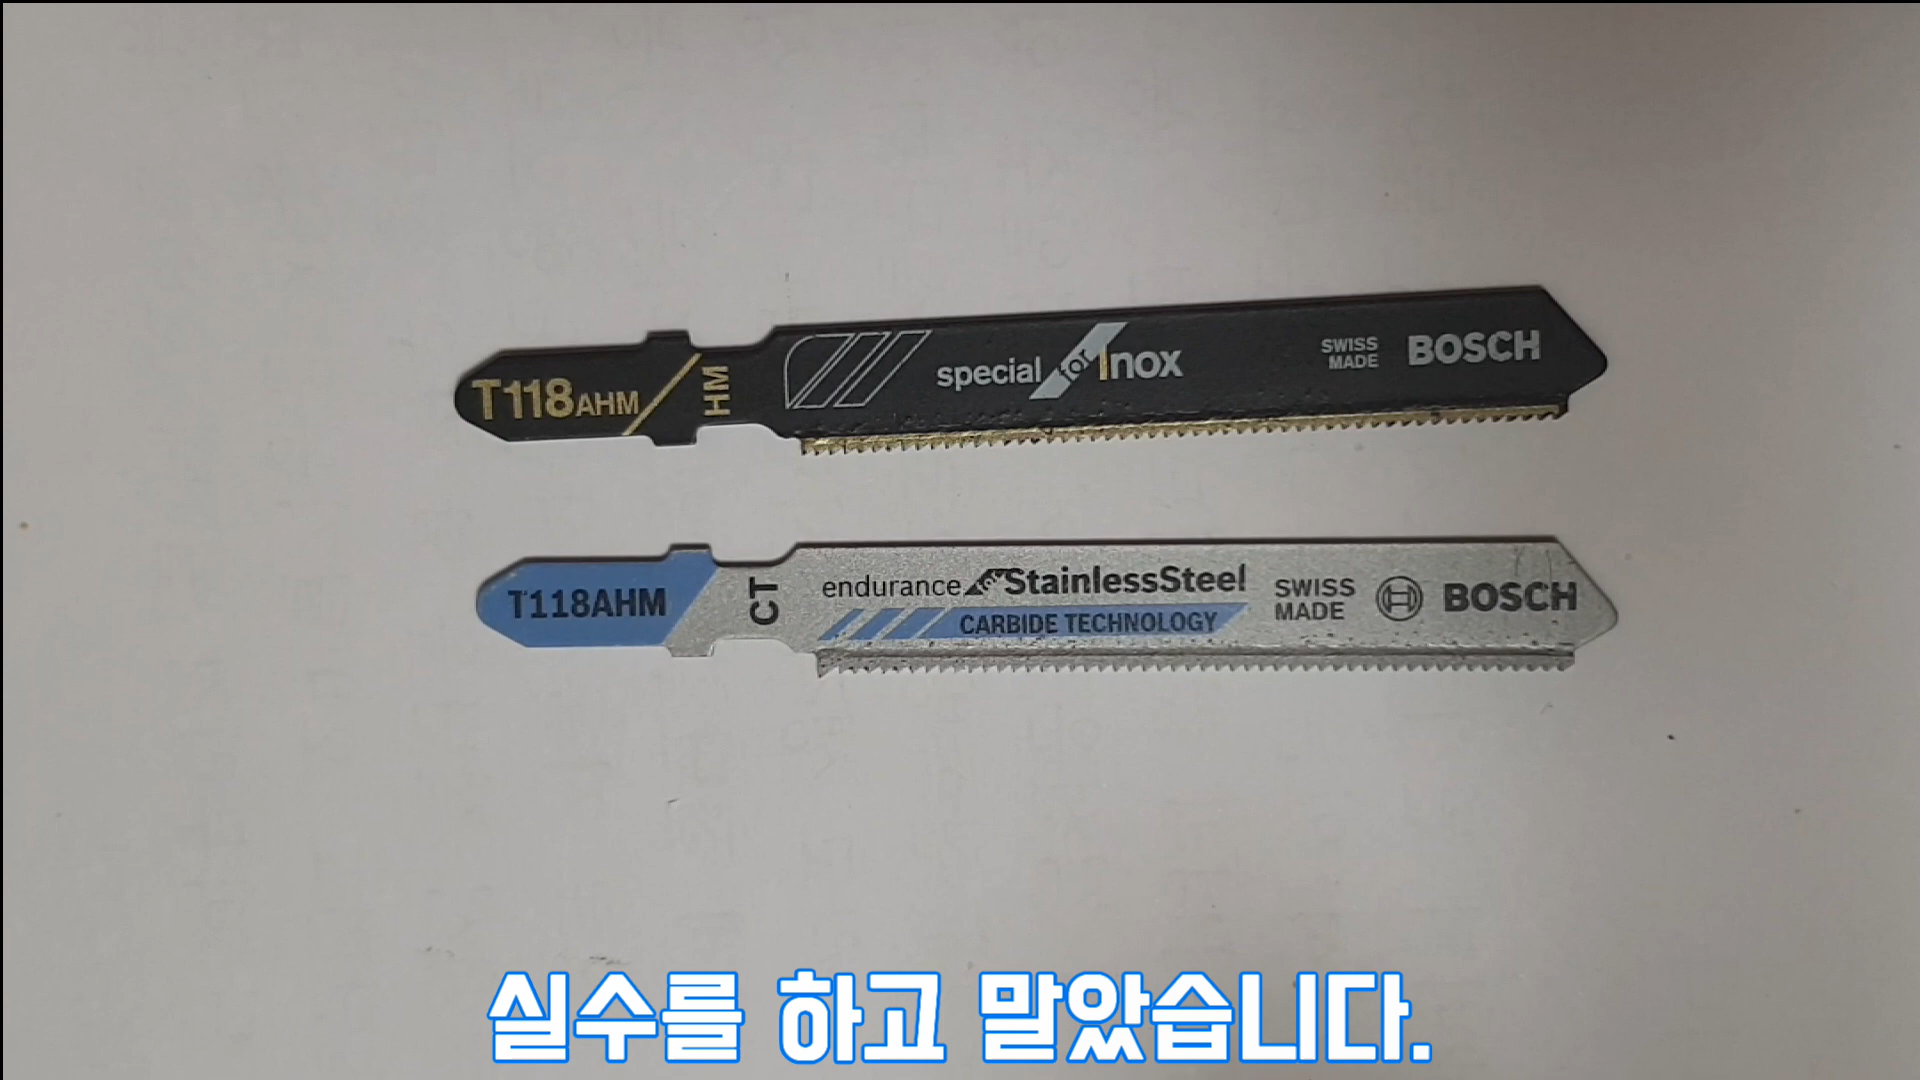 T118AHM
HM
special for Inox
SWISS
MADE
BOSCH
T118AHM
CT
endurance for StainlessSteel
CARBIDE TECHNOLOGY
SWISS
MADE
BOSCH
실수를 하고 말았습니다.